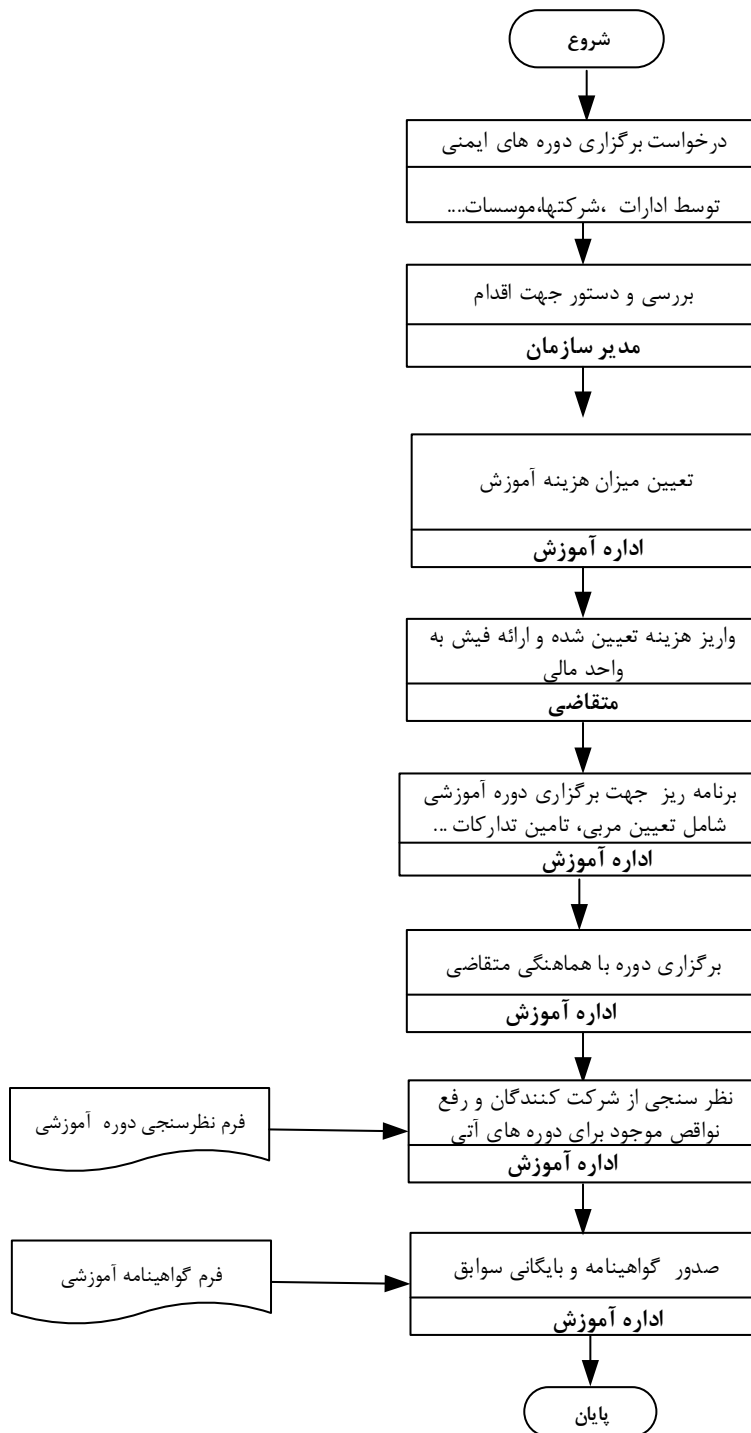 شروع
درخواست برگزاری دوره های ایمنی
توسط ادارات ،شرکتها،موسسات....
بررسی و دستور جهت اقدام
مدیر سازمان
تعیین میزان هزینه آموزش
اداره آموزش
واریز هزینه تعیین شده و ارائه فیش به
واحد مالی
متقاضی
برنامه ریز جهت برگزاری دوره آموزشی
شامل تعیین مربی، تامین تدارکات ...
اداره آموزش
برگزاری دوره با هماهنگی متقاضی
اداره آموزش
نظر سنجی از شرکت کنندگان و رفع
نواقص موجود برای دوره های آتی
اداره آموزش
فرم نظرسنجی دوره آموزشی
صدور گواهینامه و بایگانی سوابق
اداره آموزش
فرم گواهینامه آموزشی
پایان